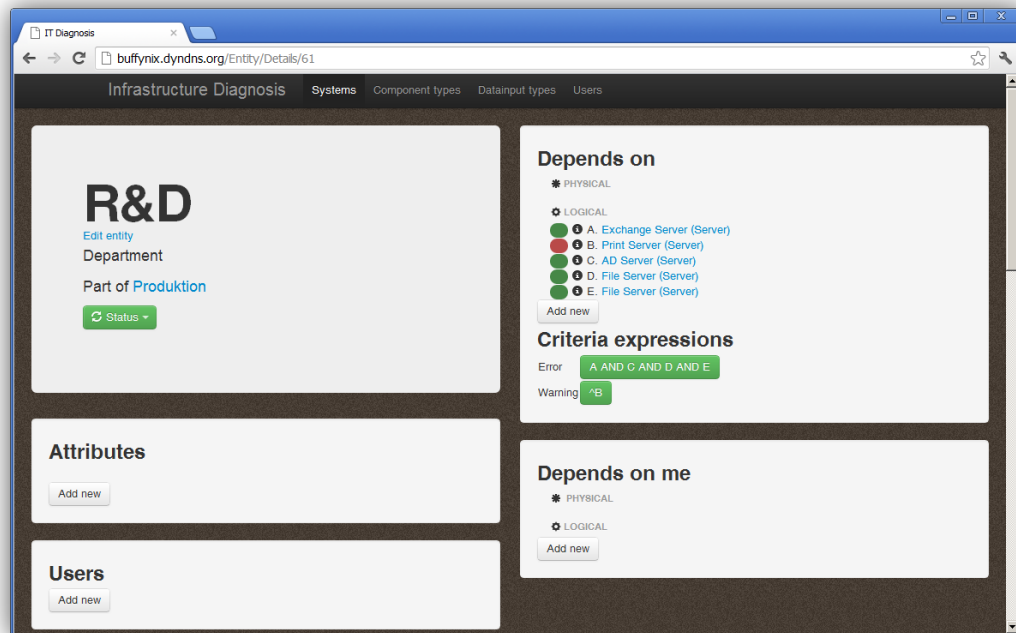 IT Diagnosis
buffynix.dyndns.org/Entity/Details/61
Infrastructure Diagnosis Systems Component types Datainput types Users
R&D
Edit entity
Department
Part of Produktion
Status
Attributes
Add new
Users
Add new
Depends on
PHYSICAL
LOGICAL
A. Exchange Server (Server)
B. Print Server (Server)
C. AD Server (Server)
D. File Server (Server)
E. File Server (Server)
Add new
Criteria expressions
Error A AND C AND D AND E
Warning ^B
Depends on me
PHYSICAL
LOGICAL
Add new